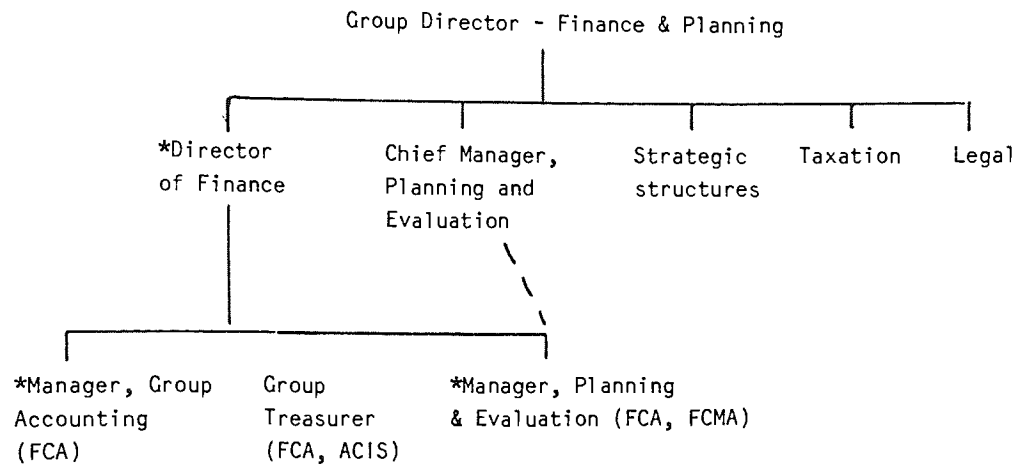 Group Director - Finance & Planning
*Director
of Finance
Chief Manager,
Planning and
Evaluation
Strategic
structures
Taxation
Legal
*Manager, Group
Accounting
(FCA)
Group
Treasurer
(FCA, ACIS)
*Manager, Planning
& Evaluation (FCA, FCMA)